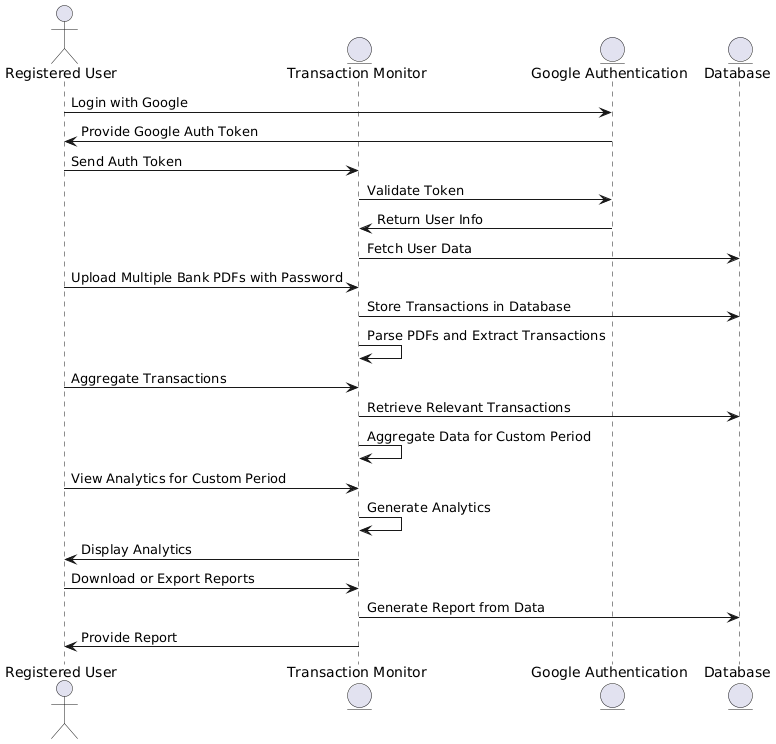 Registered User
Transaction Monitor
Google Authentication
Database
Login with Google
Provide Google Auth Token
Send Auth Token
Validate Token
Return User Info
Fetch User Data
Upload Multiple Bank PDFs with Password
Store Transactions in Database
Parse PDFs and Extract Transactions
Aggregate Transactions
Retrieve Relevant Transactions
Aggregate Data for Custom Period
View Analytics for Custom Period
Generate Analytics
Display Analytics
Download or Export Reports
Generate Report from Data
Provide Report
Registered User
Transaction Monitor
Google Authentication
Database